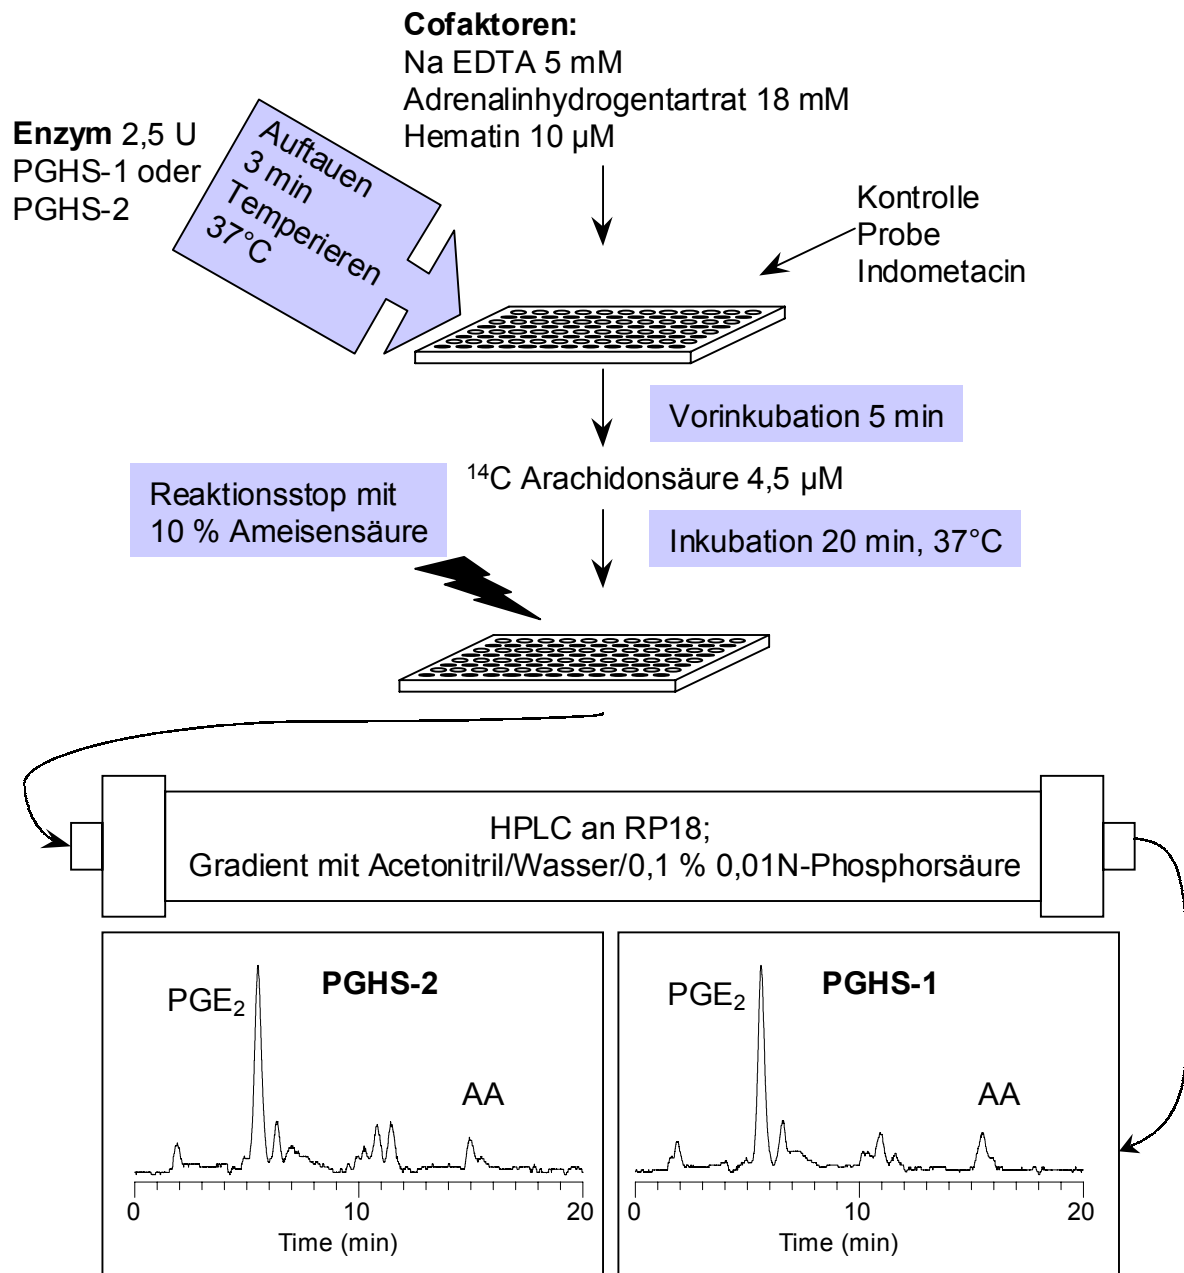 Cofaktoren:
Na EDTA 5 mM
Adrenalinhydrogentartrat 18 mM
Hematin 10 µM
Enzym 2,5 U
PGHS-1 oder
PGHS-2
Auftauen
3 min
Temperieren
37°C
Kontrolle
Probe
Indometacin
Vorinkubation 5 min
¹⁴C Arachidonsäure 4,5 µM
Reaktionsstop mit
10 % Ameisensäure
Inkubation 20 min, 37°C
HPLC an RP18;
Gradient mit Acetonitril/Wasser/0,1 % 0,01N-Phosphorsäure
PGHS-2
PGE₂
AA
0 10 20
Time (min)
PGHS-1
PGE₂
AA
0 10 20
Time (min)